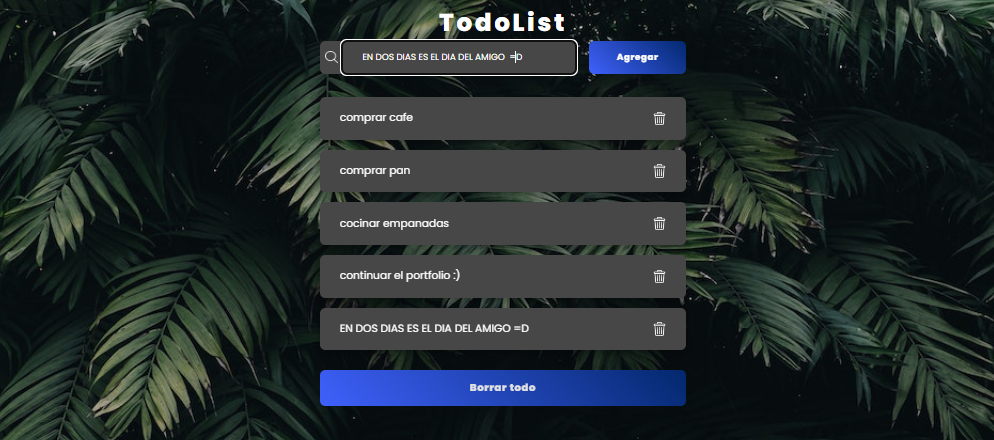 TodoList
EN DOS DIAS ES EL DIA DEL AMIGO =D
Agregar
comprar cafe
comprar pan
cocinar empanadas
continuar el portfolio :)
EN DOS DIAS ES EL DIA DEL AMIGO =D
Borrar todo